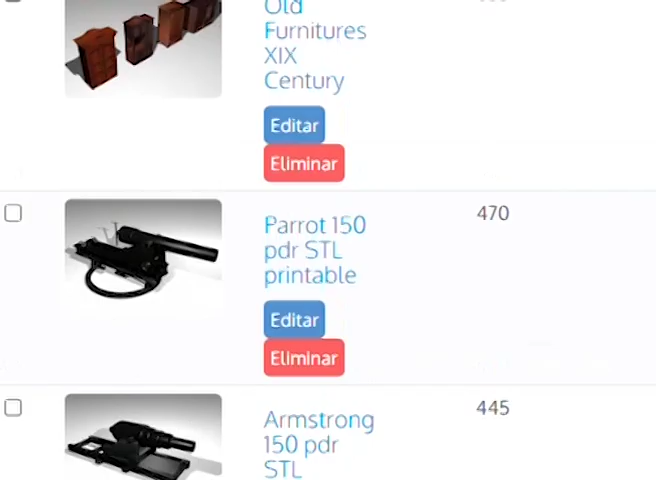 Old
Furnitures
XIX
Century
Editar
Eliminar
Parrot 150
pdr STL
printable
470
Editar
Eliminar
Armstrong
150 pdr
STL
445